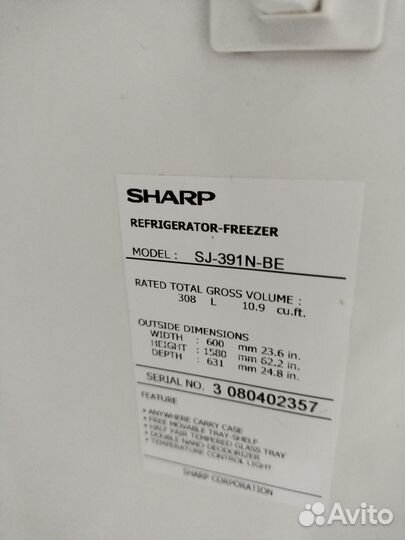 SHARP
REFRIGERATOR-FREEZER
MODEL : SJ-391N-BE
RATED TOTAL GROSS VOLUME :
308 L 10.9 cu.ft.
OUTSIDE DIMENSIONS
WIDTH : 600 mm 23.6 in.
HEIGHT : 1580 mm 62.2 in.
DEPTH : 631 mm 24.8 in.
SERIAL NO. 3 080402357
FEATURE
• ANYWHERE CARRY CASE
• FREE MOVABLE TRAY SHELF
• HALF PAIR TEMPERED GLASS TRAY
• DOUBLE NANO-DEODORIZER
• TEMPERATURE CONTROL LIGHT
SHARP CORPORATION
Avito